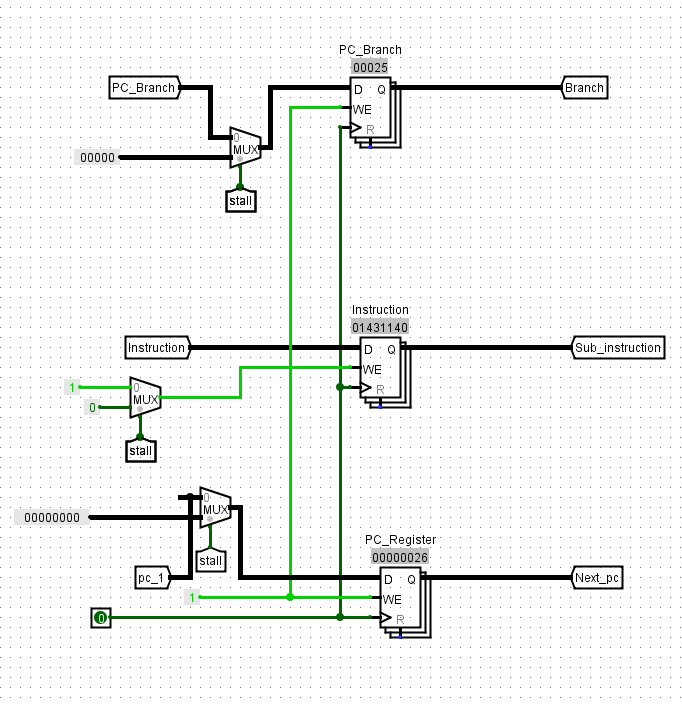 PC_Branch
00025
PC_Branch
D Q
Branch
WE
0
MUX
R
00000
stall
Instruction
01431140
Instruction
D Q
Sub_instruction
WE
1
0
MUX
R
0
stall
0
MUX
00000000
PC_Register
stall
00000026
pc_1
D Q
Next_pc
1
WE
0
R